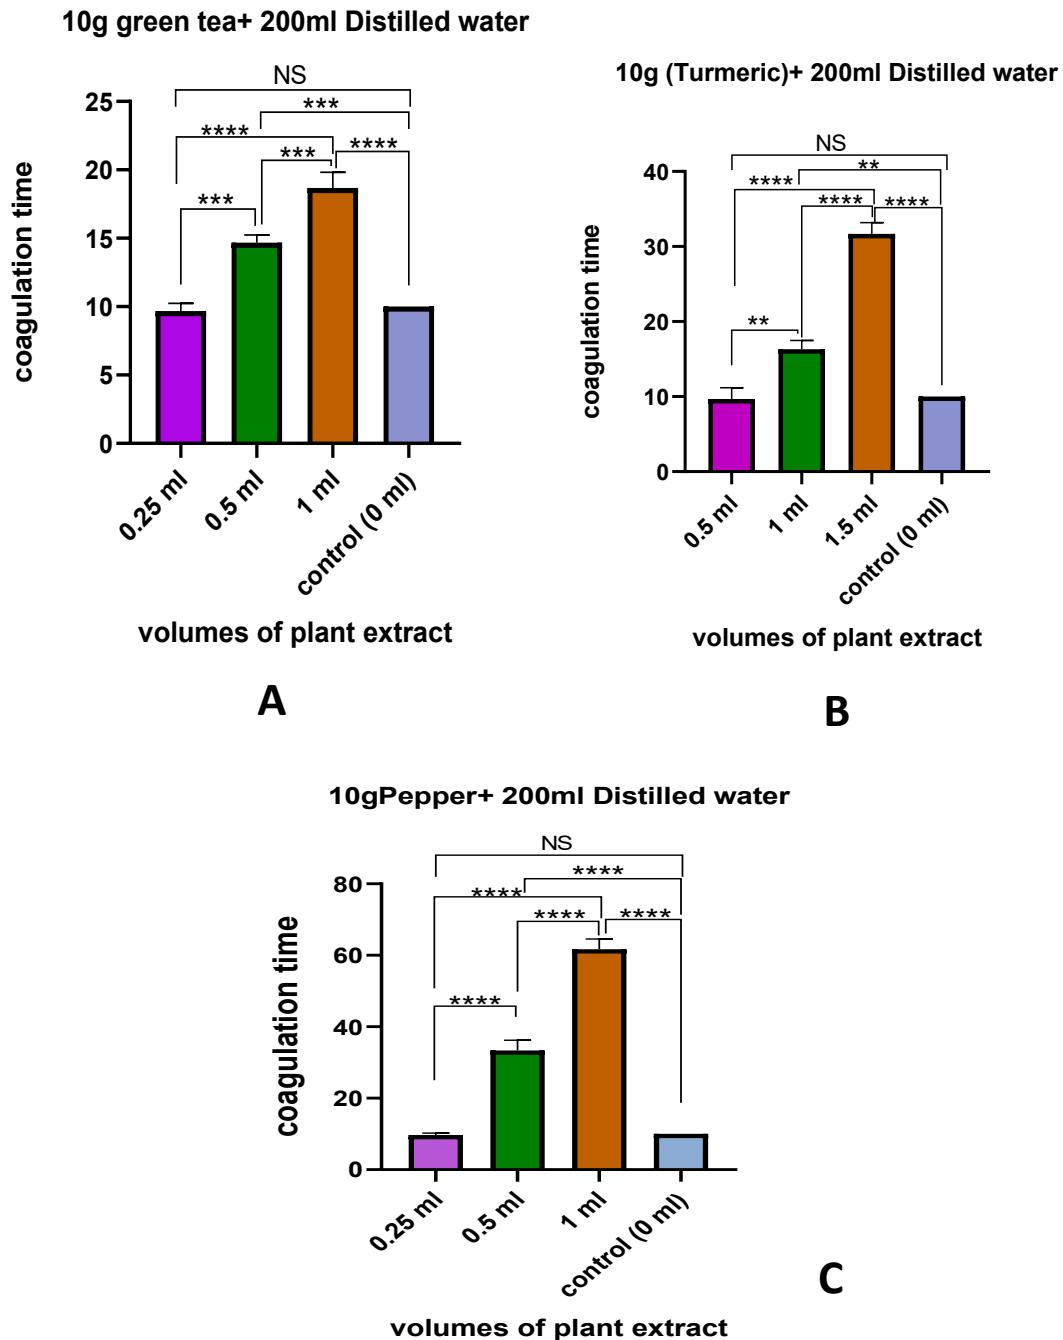 10g green tea+ 200ml Distilled water
NS
***
****
***
****
***
25
20
15
10
5
0
coagulation time
0.25 ml
0.5 ml
1 ml
control (0 ml)
volumes of plant extract
A
10g (Turmeric)+ 200ml Distilled water
NS
**
****
****
****
**
40
30
20
10
0
coagulation time
0.5 ml
1 ml
1.5 ml
control (0 ml)
volumes of plant extract
B
10gPepper+ 200ml Distilled water
NS
****
****
****
****
****
80
60
40
20
0
coagulation time
0.25 ml
0.5 ml
1 ml
control (0 ml)
volumes of plant extract
C